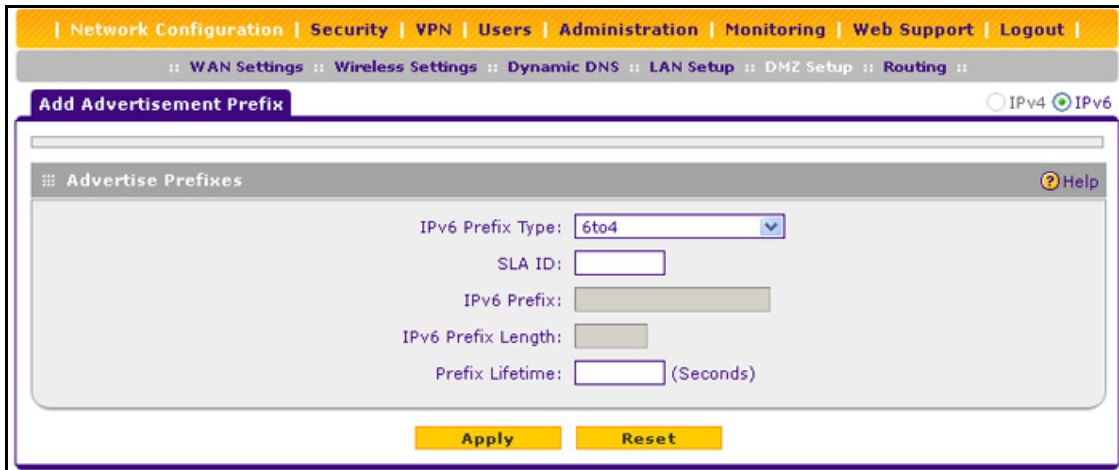 | Network Configuration | Security | VPN | Users | Administration | Monitoring | Web Support | Logout |
:: WAN Settings :: Wireless Settings :: Dynamic DNS :: LAN Setup :: DMZ Setup :: Routing ::
Add Advertisement Prefix IPv4 IPv6
Advertise Prefixes ? Help
IPv6 Prefix Type: 6to4
SLA ID:
IPv6 Prefix:
IPv6 Prefix Length:
Prefix Lifetime: (Seconds)
Apply Reset